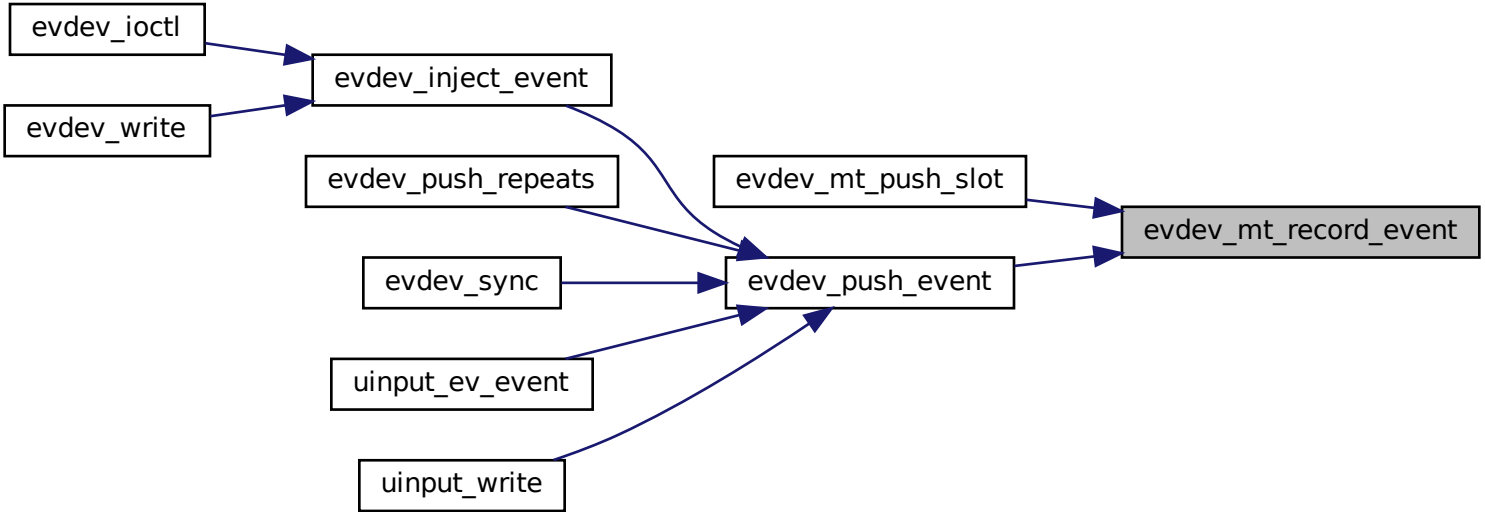 evdev_ioctl
evdev_inject_event
evdev_write
evdev_push_repeats
evdev_mt_push_slot
evdev_mt_record_event
evdev_sync
evdev_push_event
uinput_ev_event
uinput_write